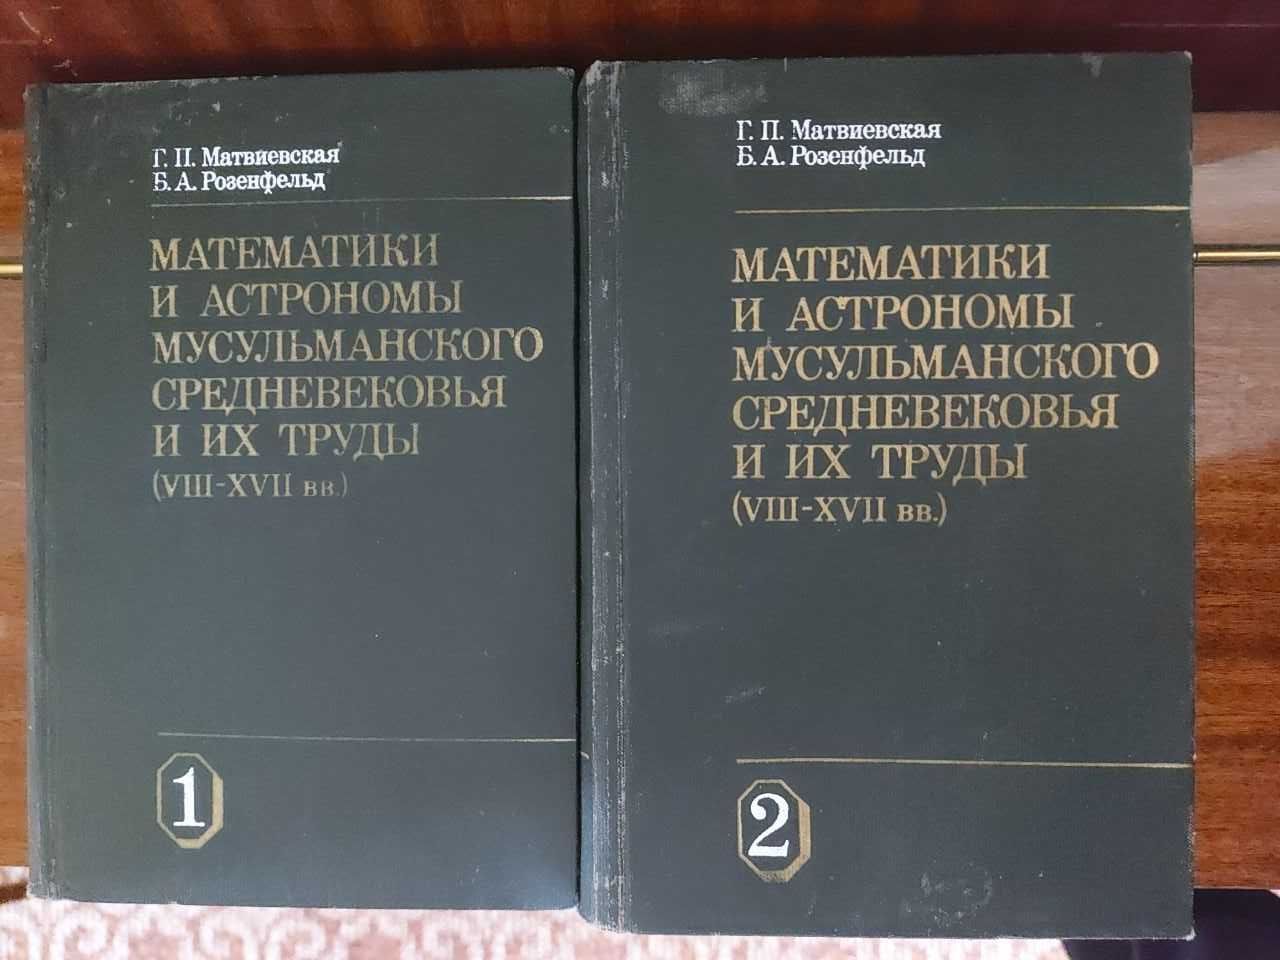 Г. П. Матвиевская
Б. А. Розенфельд
МАТЕМАТИКИ
И АСТРОНОМЫ
МУСУЛЬМАНСКОГО
СРЕДНЕВЕКОВЬЯ
И ИХ ТРУДЫ
(VIII-XVII вв.)
1
Г. П. Матвиевская
Б. А. Розенфельд
МАТЕМАТИКИ
И АСТРОНОМЫ
МУСУЛЬМАНСКОГО
СРЕДНЕВЕКОВЬЯ
И ИХ ТРУДЫ
(VIII-XVII вв.)
2